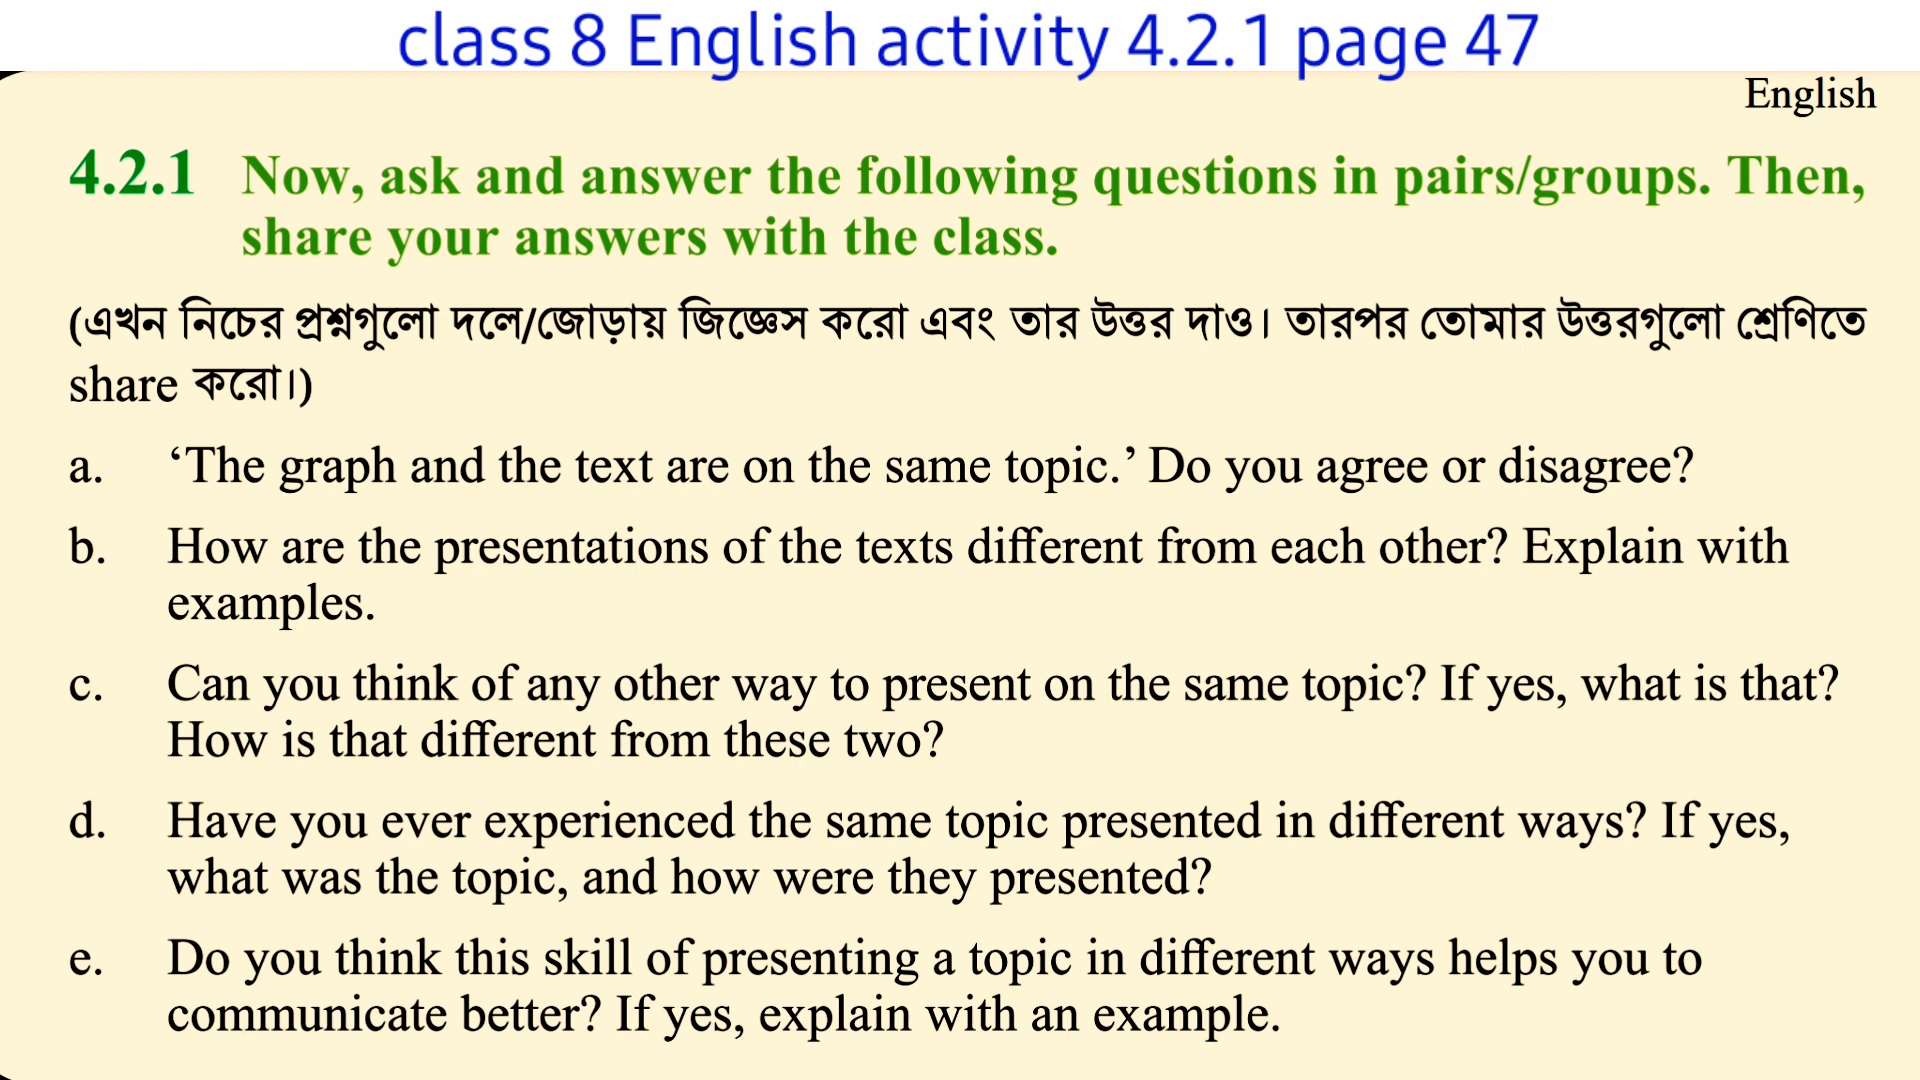 class 8 English activity 4.2.1 page 47
English
4.2.1 Now, ask and answer the following questions in pairs/groups. Then,
share your answers with the class.
(এখন নিচের প্রশ্নগুলো দলে/জোড়ায় জিজ্ঞেস করো এবং তার উত্তর দাও। তারপর তোমার উত্তরগুলো শ্রেণিতে
share করো।)
a. ‘The graph and the text are on the same topic.’ Do you agree or disagree?
b. How are the presentations of the texts different from each other? Explain with
examples.
c. Can you think of any other way to present on the same topic? If yes, what is that?
How is that different from these two?
d. Have you ever experienced the same topic presented in different ways? If yes,
what was the topic, and how were they presented?
e. Do you think this skill of presenting a topic in different ways helps you to
communicate better? If yes, explain with an example.